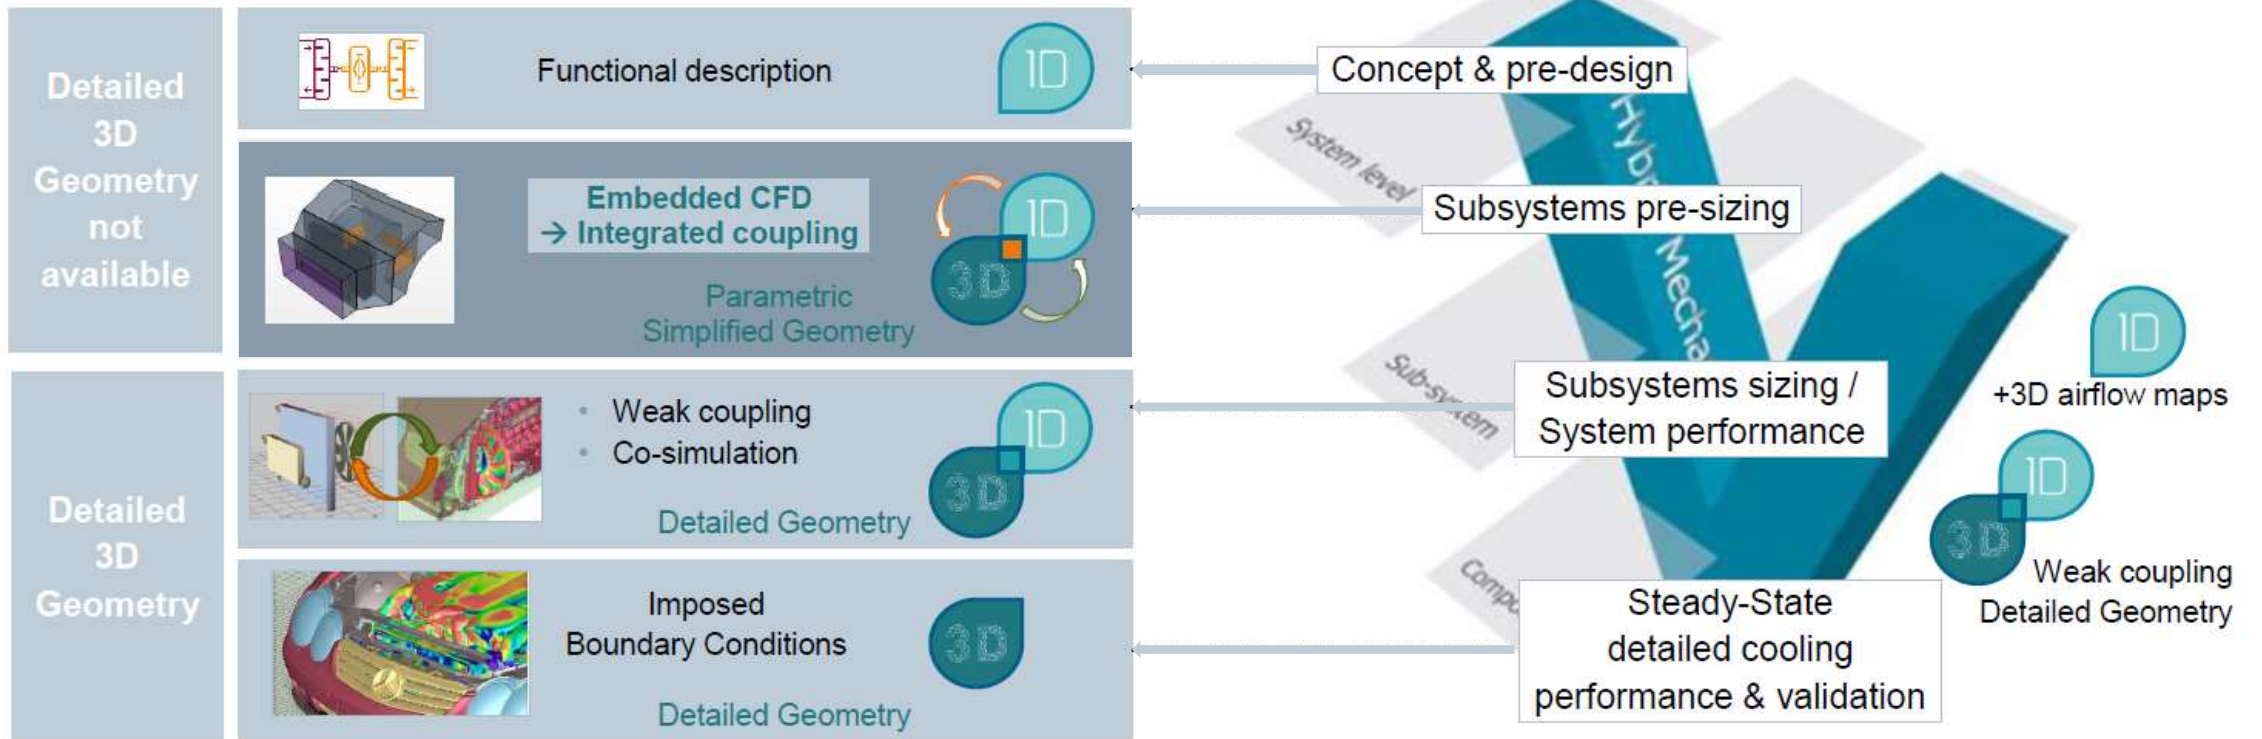 Detailed
3D
Geometry
not
available
Functional description
1D
Embedded CFD
→ Integrated coupling
1D
3D
Parametric
Simplified Geometry
Detailed
3D
Geometry
• Weak coupling
• Co-simulation
1D
3D
Detailed Geometry
Imposed
Boundary Conditions
3D
Detailed Geometry
Concept & pre-design
System level
Subsystems pre-sizing
Sub-system
Subsystems sizing /
System performance
Steady-State
detailed cooling
performance & validation
1D
+3D airflow maps
1D
3D
Weak coupling
Detailed Geometry